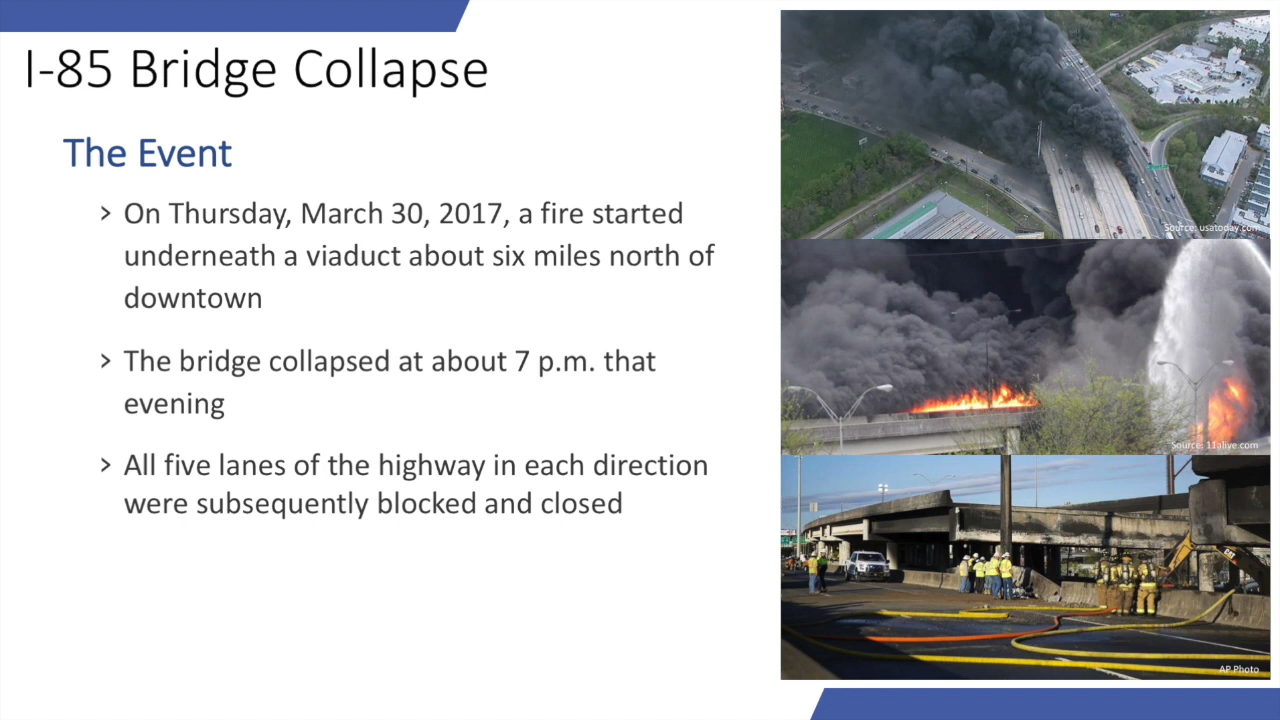 I-85 Bridge Collapse
The Event
> On Thursday, March 30, 2017, a fire started
underneath a viaduct about six miles north of
downtown
> The bridge collapsed at about 7 p.m. that
evening
> All five lanes of the highway in each direction
were subsequently blocked and closed
Source: usatoday.com
Source: 11alive.com
CAT
AP Photo